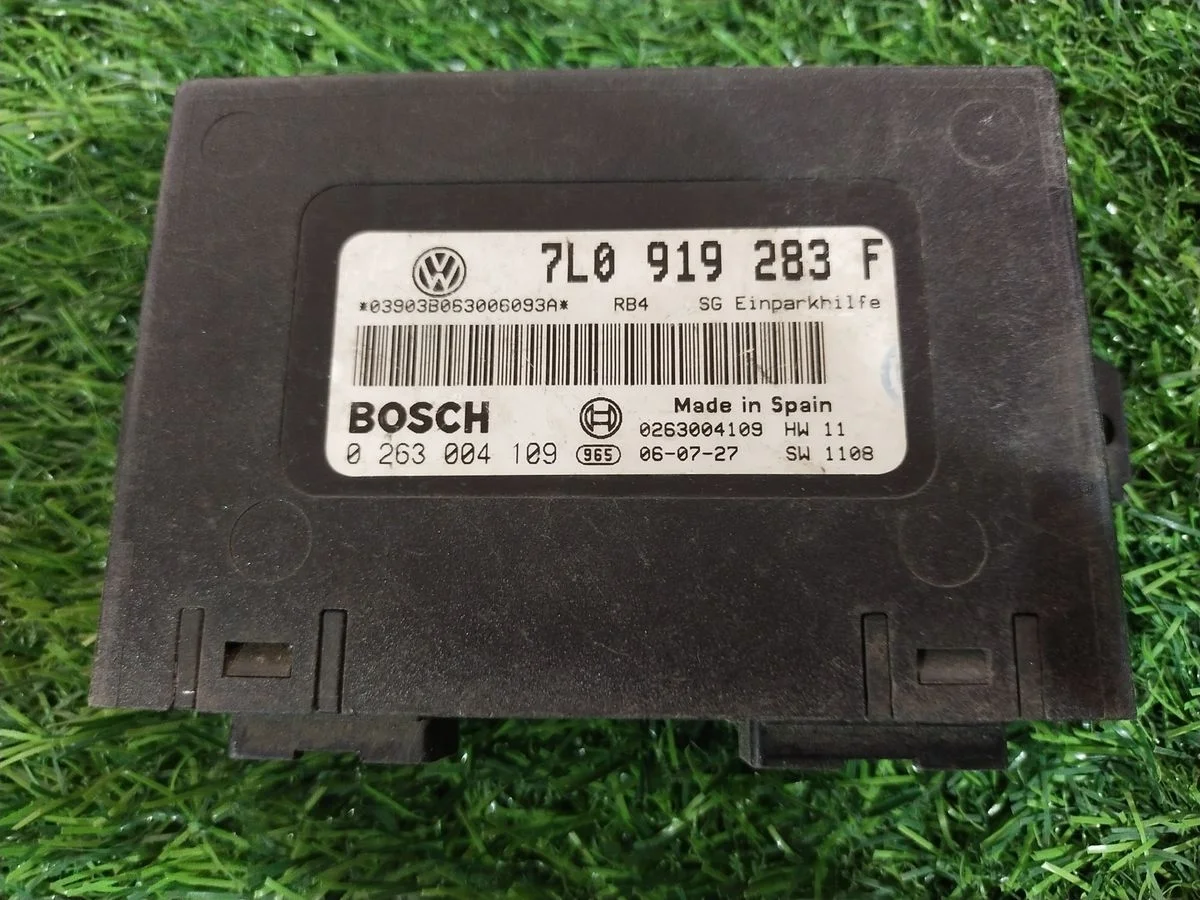 7L0 919 283 F
*03903B063006093A* RB4 SG Einparkhilfe
BOSCH Made in Spain
0263004109 HW 11
0 263 004 109 965 06-07-27 SW 1108